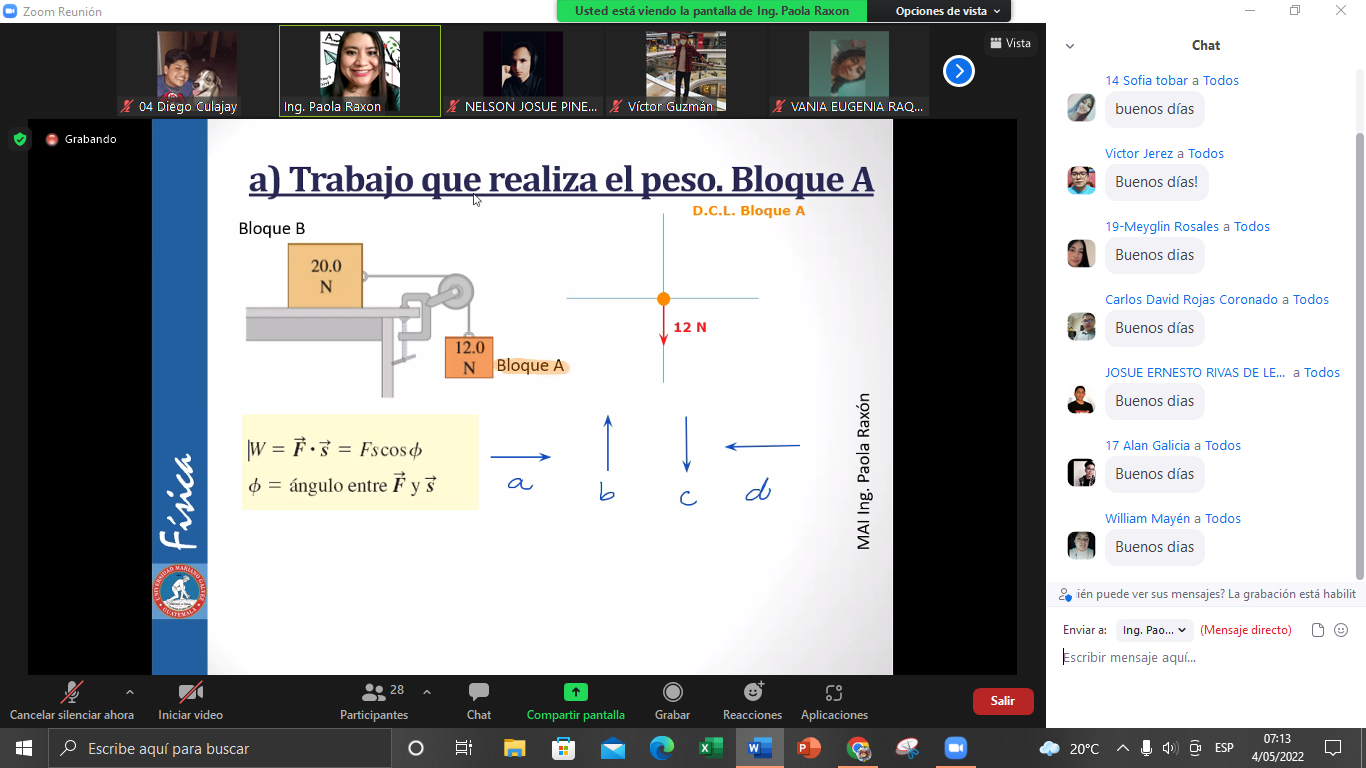 Zoom Reunión
Usted está viendo la pantalla de Ing. Paola Raxon
Opciones de vista
04 Diego Culajay
Ing. Paola Raxon
NELSON JOSUE PINE...
Víctor Guzmán
VANIA EUGENIA RAQ...
Vista
Grabando
a) Trabajo que realiza el peso. Bloque A
D.C.L. Bloque A
Bloque B
20.0
N
12 N
12.0
N
Bloque A
W = F⃗ · s⃗ = Fs cos ϕ
ϕ = ángulo entre F⃗ y s⃗
a
b
c
d
MAI Ing. Paola Raxón
Física
UNIVERSIDAD MARIANO GALVEZ
GUATEMALA
Chat
14 Sofia tobar a Todos
buenos días
Victor Jerez a Todos
Buenos días!
19-Meyglin Rosales a Todos
Buenos dias
Carlos David Rojas Coronado a Todos
Buenos días
JOSUE ERNESTO RIVAS DE LE... a Todos
Buenos dias
17 Alan Galicia a Todos
Buenos días
William Mayén a Todos
Buenos dias
ién puede ver sus mensajes? La grabación está habilit
Enviar a: Ing. Pao... (Mensaje directo)
Escribir mensaje aquí...
Cancelar silenciar ahora
Iniciar video
Participantes
28
Chat
Compartir pantalla
Grabar
Reacciones
Aplicaciones
Salir
Escribe aquí para buscar
20°C
ESP
07:13
4/05/2022